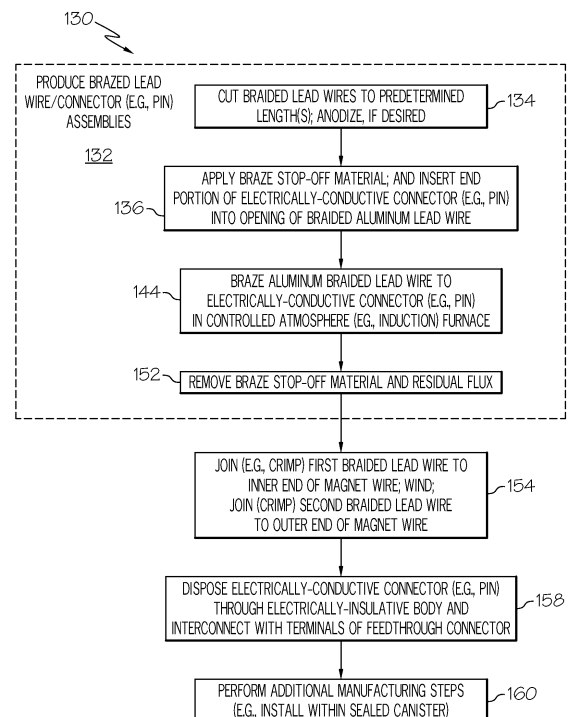 130
PRODUCE BRAZED LEAD
WIRE/CONNECTOR (E.G., PIN)
ASSEMBLIES
132
CUT BRAIDED LEAD WIRES TO PREDETERMINED
LENGTH(S); ANODIZE, IF DESIRED
134
APPLY BRAZE STOP-OFF MATERIAL; AND INSERT END
PORTION OF ELECTRICALLY-CONDUCTIVE CONNECTOR (E.G., PIN)
INTO OPENING OF BRAIDED ALUMINUM LEAD WIRE
136
BRAZE ALUMINUM BRAIDED LEAD WIRE TO
ELECTRICALLY-CONDUCTIVE CONNECTOR (E.G., PIN)
IN CONTROLLED ATMOSPHERE (EG., INDUCTION) FURNACE
144
152
REMOVE BRAZE STOP-OFF MATERIAL AND RESIDUAL FLUX
JOIN (E.G., CRIMP) FIRST BRAIDED LEAD WIRE TO
INNER END OF MAGNET WIRE; WIND;
JOIN (CRIMP) SECOND BRAIDED LEAD WIRE
TO OUTER END OF MAGNET WIRE
154
DISPOSE ELECTRICALLY-CONDUCTIVE CONNECTOR (E.G., PIN)
THROUGH ELECTRICALLY-INSULATIVE BODY AND
INTERCONNECT WITH TERMINALS OF FEEDTHROUGH CONNECTOR
158
PERFORM ADDITIONAL MANUFACTURING STEPS
(E.G., INSTALL WITHIN SEALED CANISTER)
160